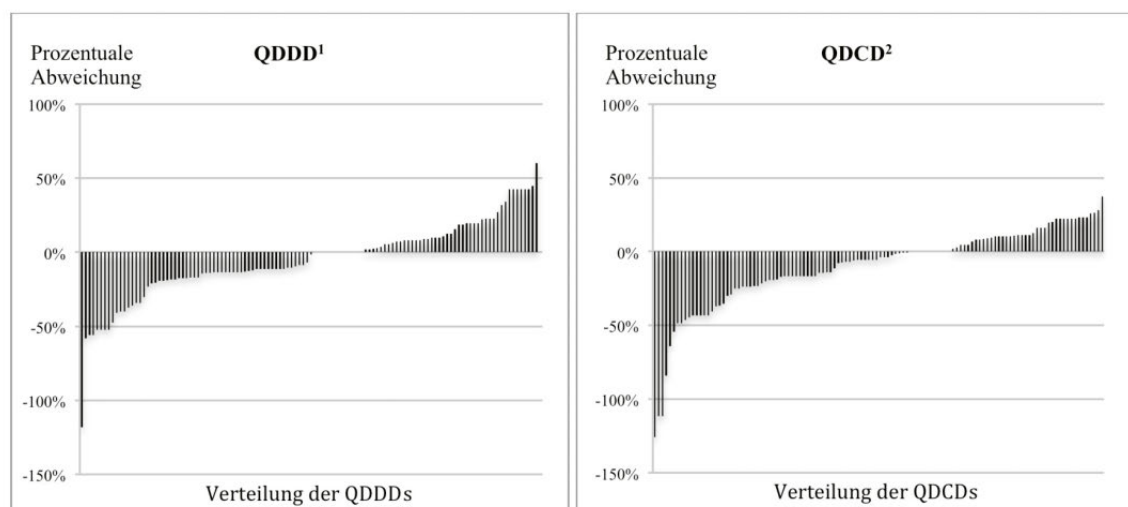 Prozentuale
Abweichung
QDDD¹
100%
50%
0%
-50%
-100%
-150%
Verteilung der QDDDs
Prozentuale
Abweichung
QDCD²
100%
50%
0%
-50%
-100%
-150%
Verteilung der QDCDs